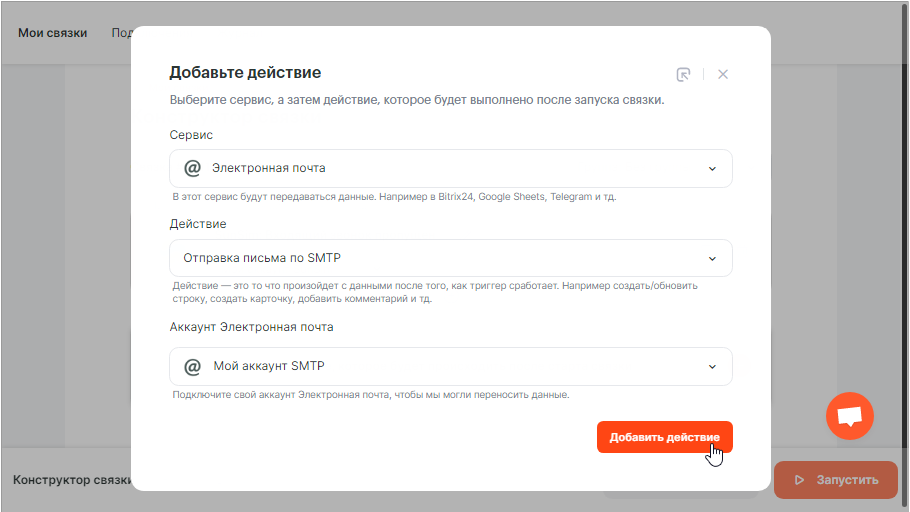 Мои связки
Под
Добавьте действие
Выберите сервис, а затем действие, которое будет выполнено после запуска связки.
Сервис
@ Электронная почта
В этот сервис будут передаваться данные. Например в Bitrix24, Google Sheets, Telegram и тд.
Действие
Отправка письма по SMTP
Действие — это то что произойдет с данными после того, как триггер сработает. Например создать/обновить
строку, создать карточку, добавить комментарий и тд.
Аккаунт Электронная почта
@ Мой аккаунт SMTP
Подключите свой аккаунт Электронная почта, чтобы мы могли переносить данные.
Добавить действие
Конструктор связки
Запустить